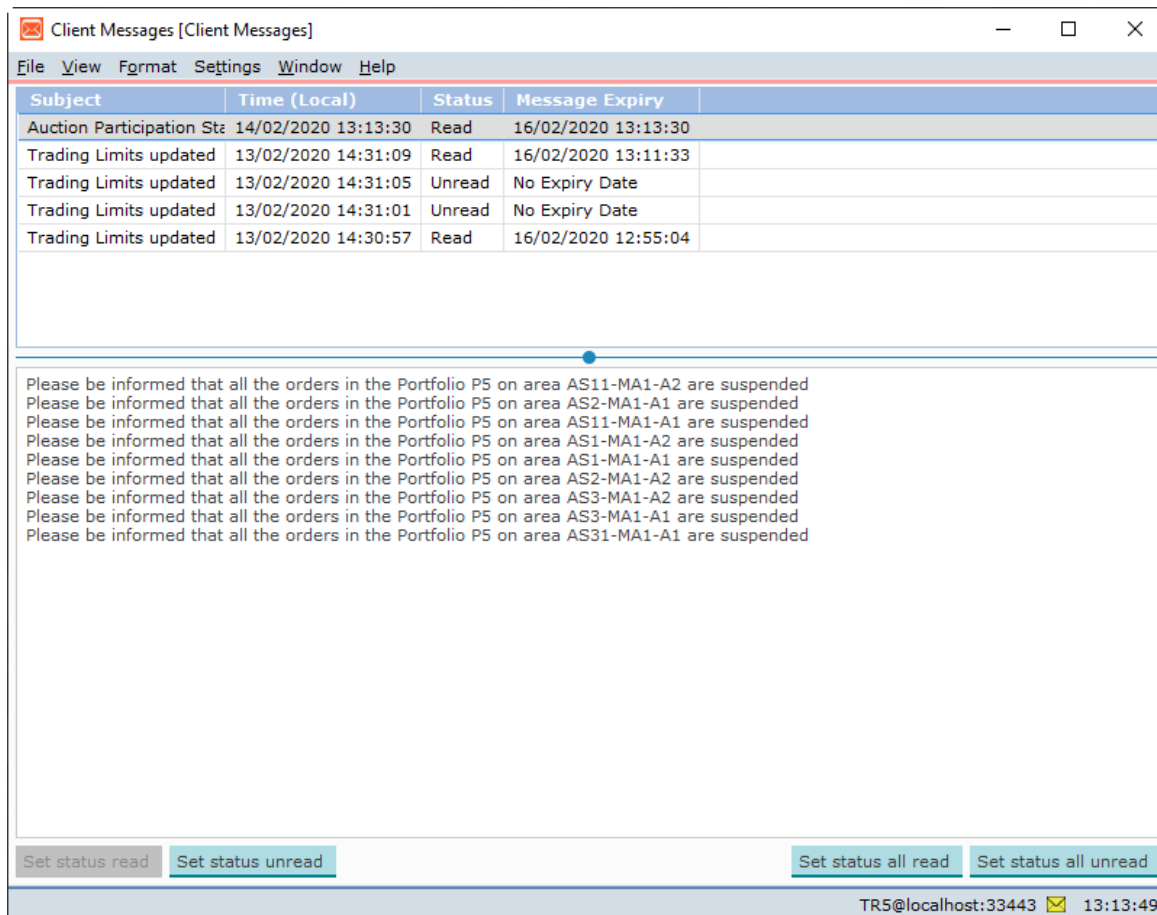 Client Messages [Client Messages]
File View Format Settings Window Help
Subject Time (Local) Status Message Expiry
Auction Participation Sta 14/02/2020 13:13:30 Read 16/02/2020 13:13:30
Trading Limits updated 13/02/2020 14:31:09 Read 16/02/2020 13:11:33
Trading Limits updated 13/02/2020 14:31:05 Unread No Expiry Date
Trading Limits updated 13/02/2020 14:31:01 Unread No Expiry Date
Trading Limits updated 13/02/2020 14:30:57 Read 16/02/2020 12:55:04
Please be informed that all the orders in the Portfolio P5 on area AS11-MA1-A2 are suspended
Please be informed that all the orders in the Portfolio P5 on area AS2-MA1-A1 are suspended
Please be informed that all the orders in the Portfolio P5 on area AS11-MA1-A1 are suspended
Please be informed that all the orders in the Portfolio P5 on area AS1-MA1-A2 are suspended
Please be informed that all the orders in the Portfolio P5 on area AS1-MA1-A1 are suspended
Please be informed that all the orders in the Portfolio P5 on area AS2-MA1-A2 are suspended
Please be informed that all the orders in the Portfolio P5 on area AS3-MA1-A2 are suspended
Please be informed that all the orders in the Portfolio P5 on area AS3-MA1-A1 are suspended
Please be informed that all the orders in the Portfolio P5 on area AS31-MA1-A1 are suspended
Set status read Set status unread Set status all read Set status all unread
TR5@localhost:33443 13:13:49